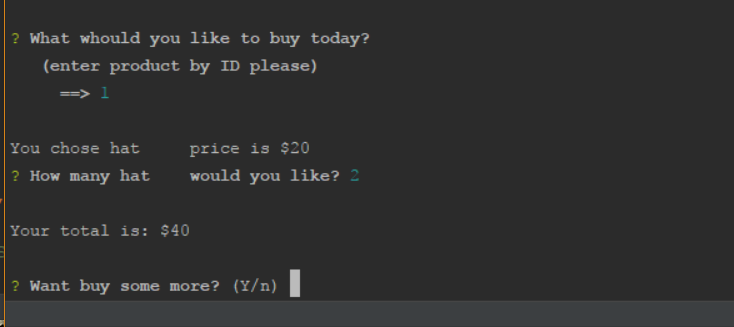 ? What whould you like to buy today?
(enter product by ID please)
==> 1
You chose hat price is $20
? How many hat would you like? 2
Your total is: $40
? Want buy some more? (Y/n)